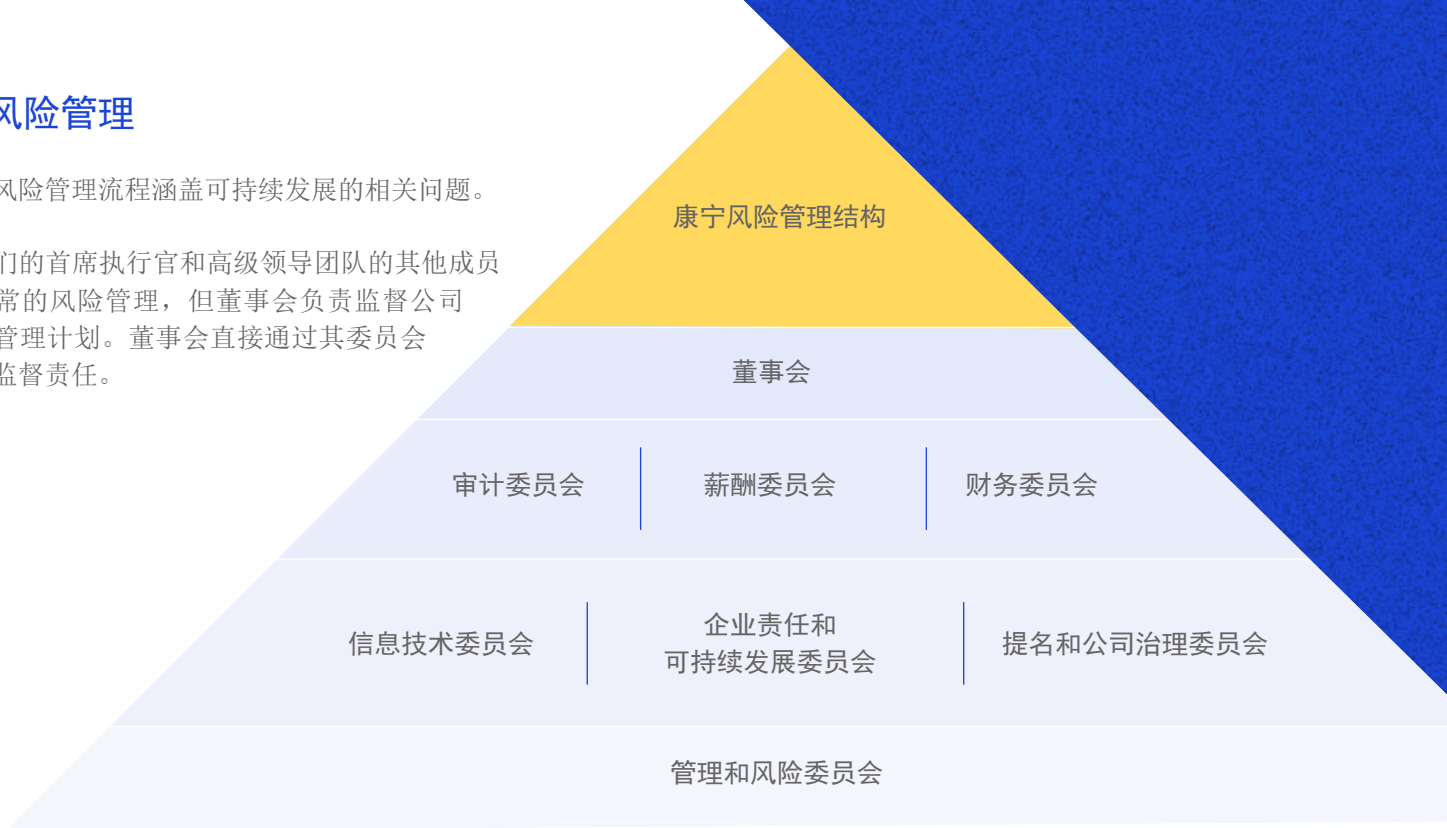 风险管理
风险管理流程涵盖可持续发展的相关问题。
们的首席执行官和高级领导团队的其他成员
常的风险管理，但董事会负责监督公司
管理计划。董事会直接通过其委员会
监督责任。
康宁风险管理结构
董事会
审计委员会
薪酬委员会
财务委员会
信息技术委员会
企业责任和
可持续发展委员会
提名和公司治理委员会
管理和风险委员会